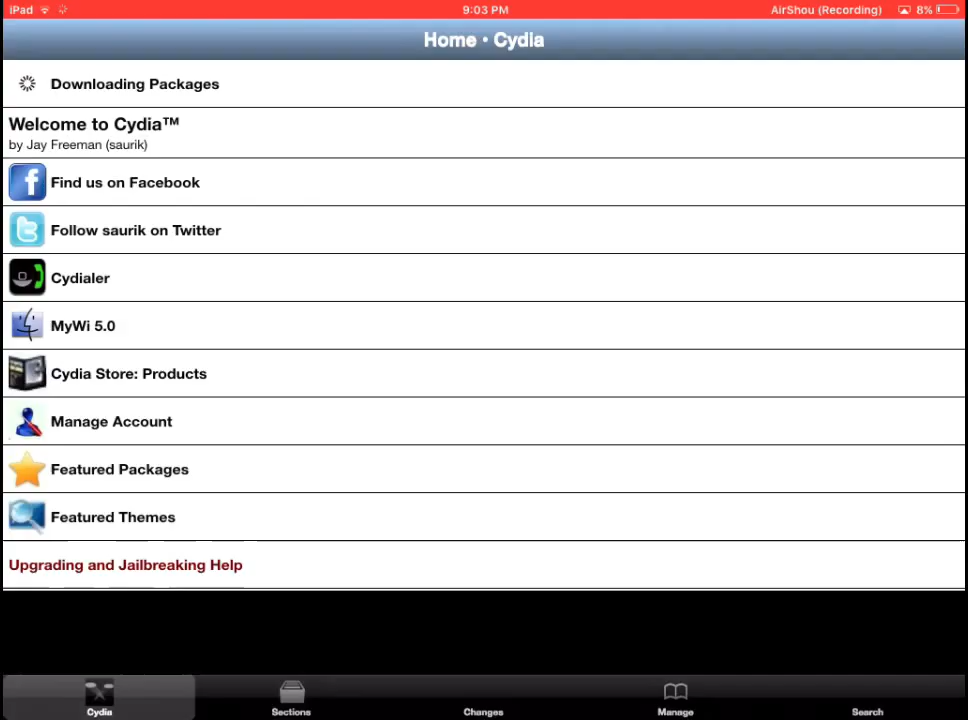 iPad
9:03 PM
AirShou (Recording)
8%
Home • Cydia
Downloading Packages
Welcome to Cydia™
by Jay Freeman (saurik)
Find us on Facebook
Follow saurik on Twitter
Cydialer
MyWi 5.0
Cydia Store: Products
Manage Account
Featured Packages
Featured Themes
Upgrading and Jailbreaking Help
Cydia
Sections
Changes
Manage
Search